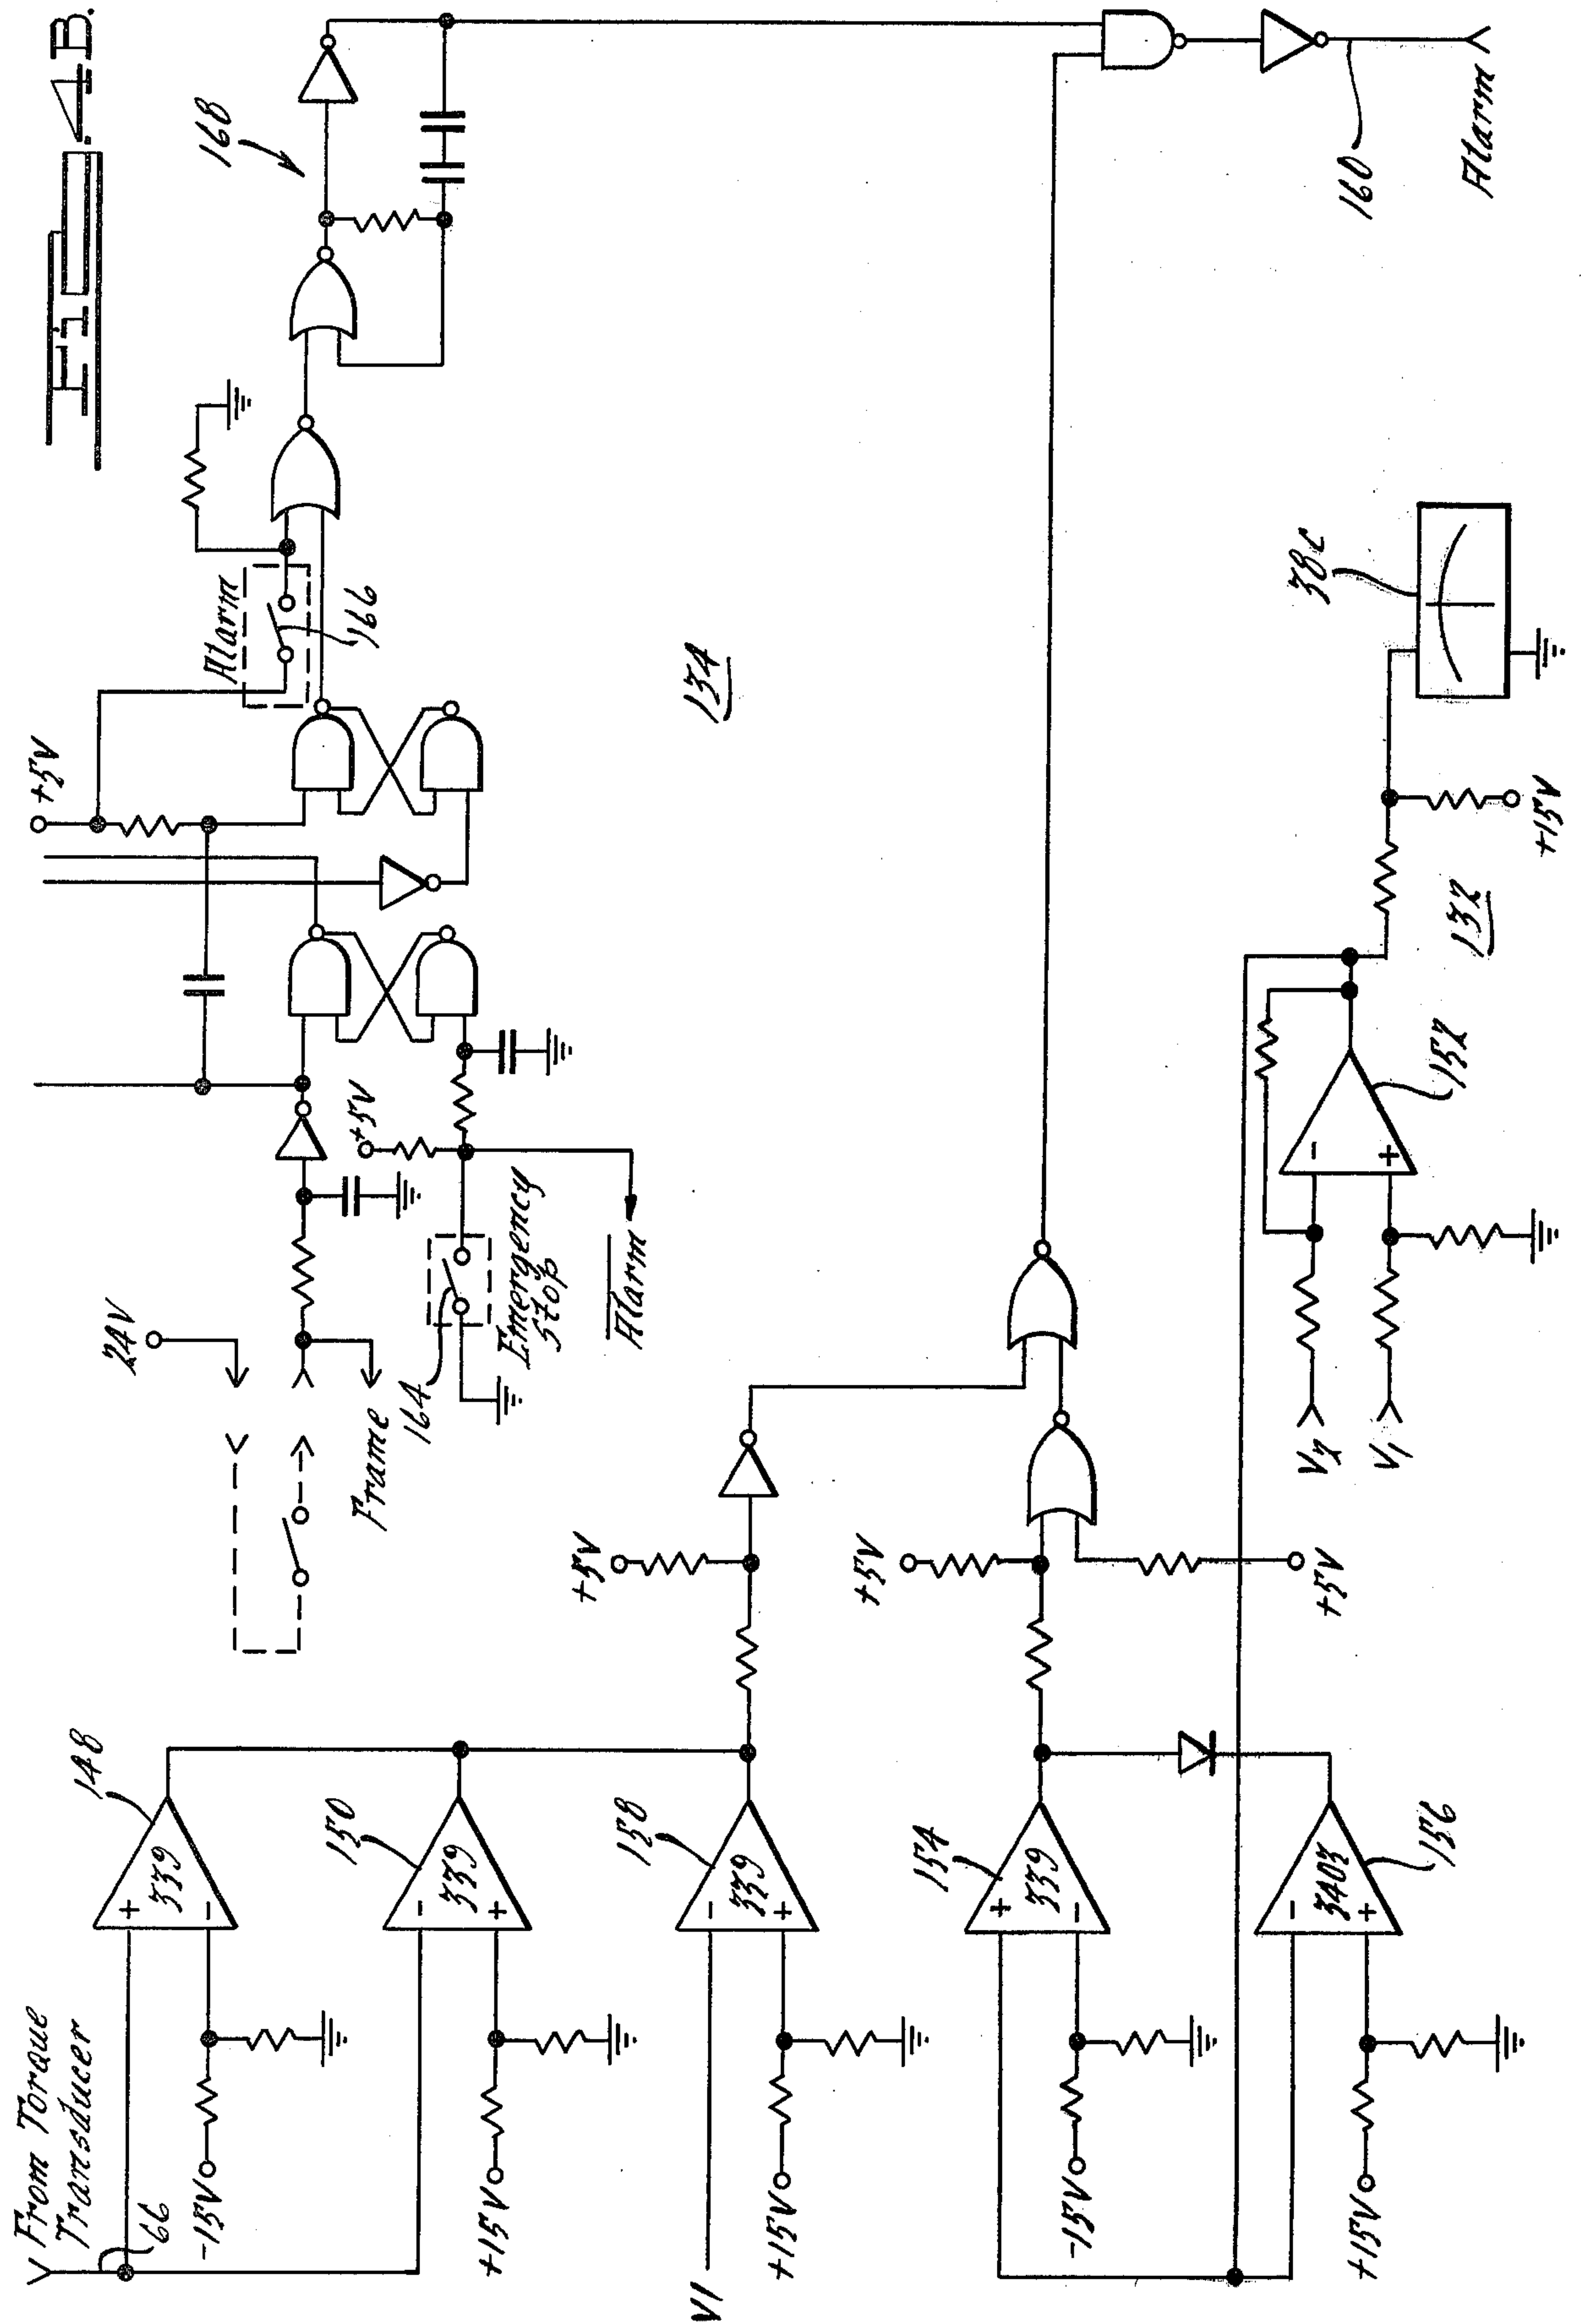 Fig. 4B.
From Torque
Transducer
66
-15V
148
339
+15V
150
339
V1
+15V
158
339
-15V
154
339
+15V
156
3403
24V
Frame
164
Emergency
Stop
Alarm
+5V
+5V
Alarm
166
168
134
+5V
+5V
+5V
V2
V1
152
132
+15V
38c
160
Alarm